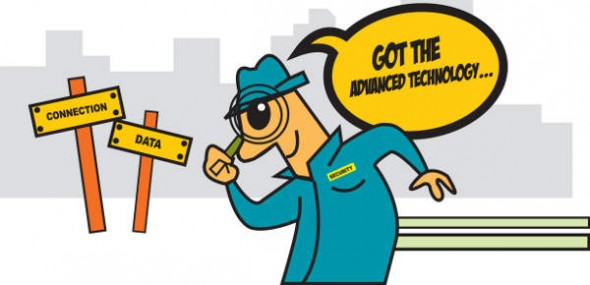 GOT THE
ADVANCED TECHNOLOGY...
CONNECTION
DATA
SECURITY